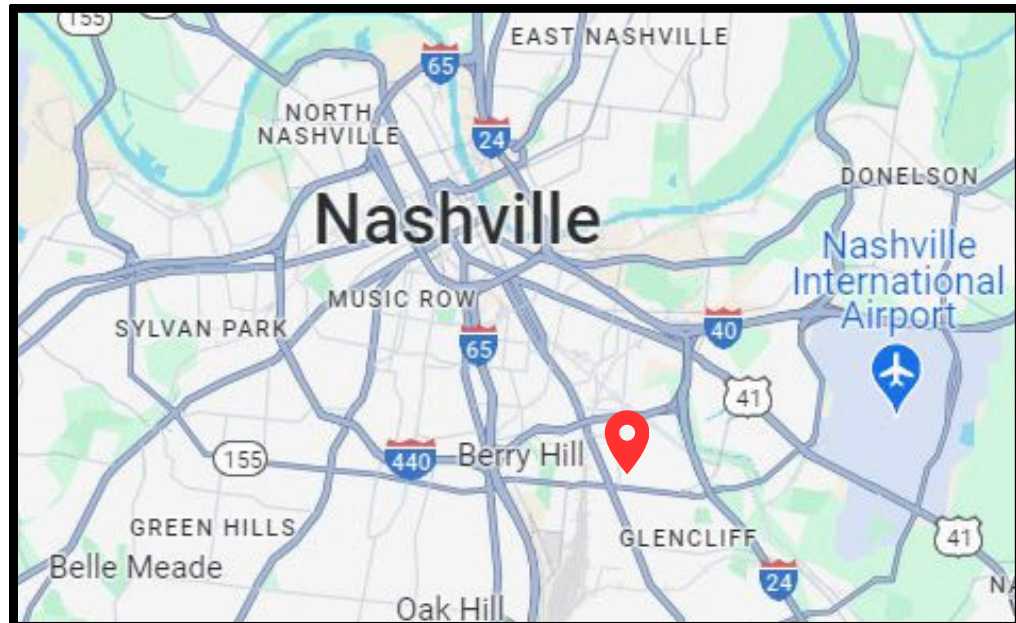 155
65
EAST NASHVILLE
NORTH
NASHVILLE
24
DONELSON
Nashville
Nashville
International
Airport
MUSIC ROW
SYLVAN PARK
65
40
41
155
440
Berry Hill
GREEN HILLS
GLENCLIFF
41
Belle Meade
24
NA
Oak Hill